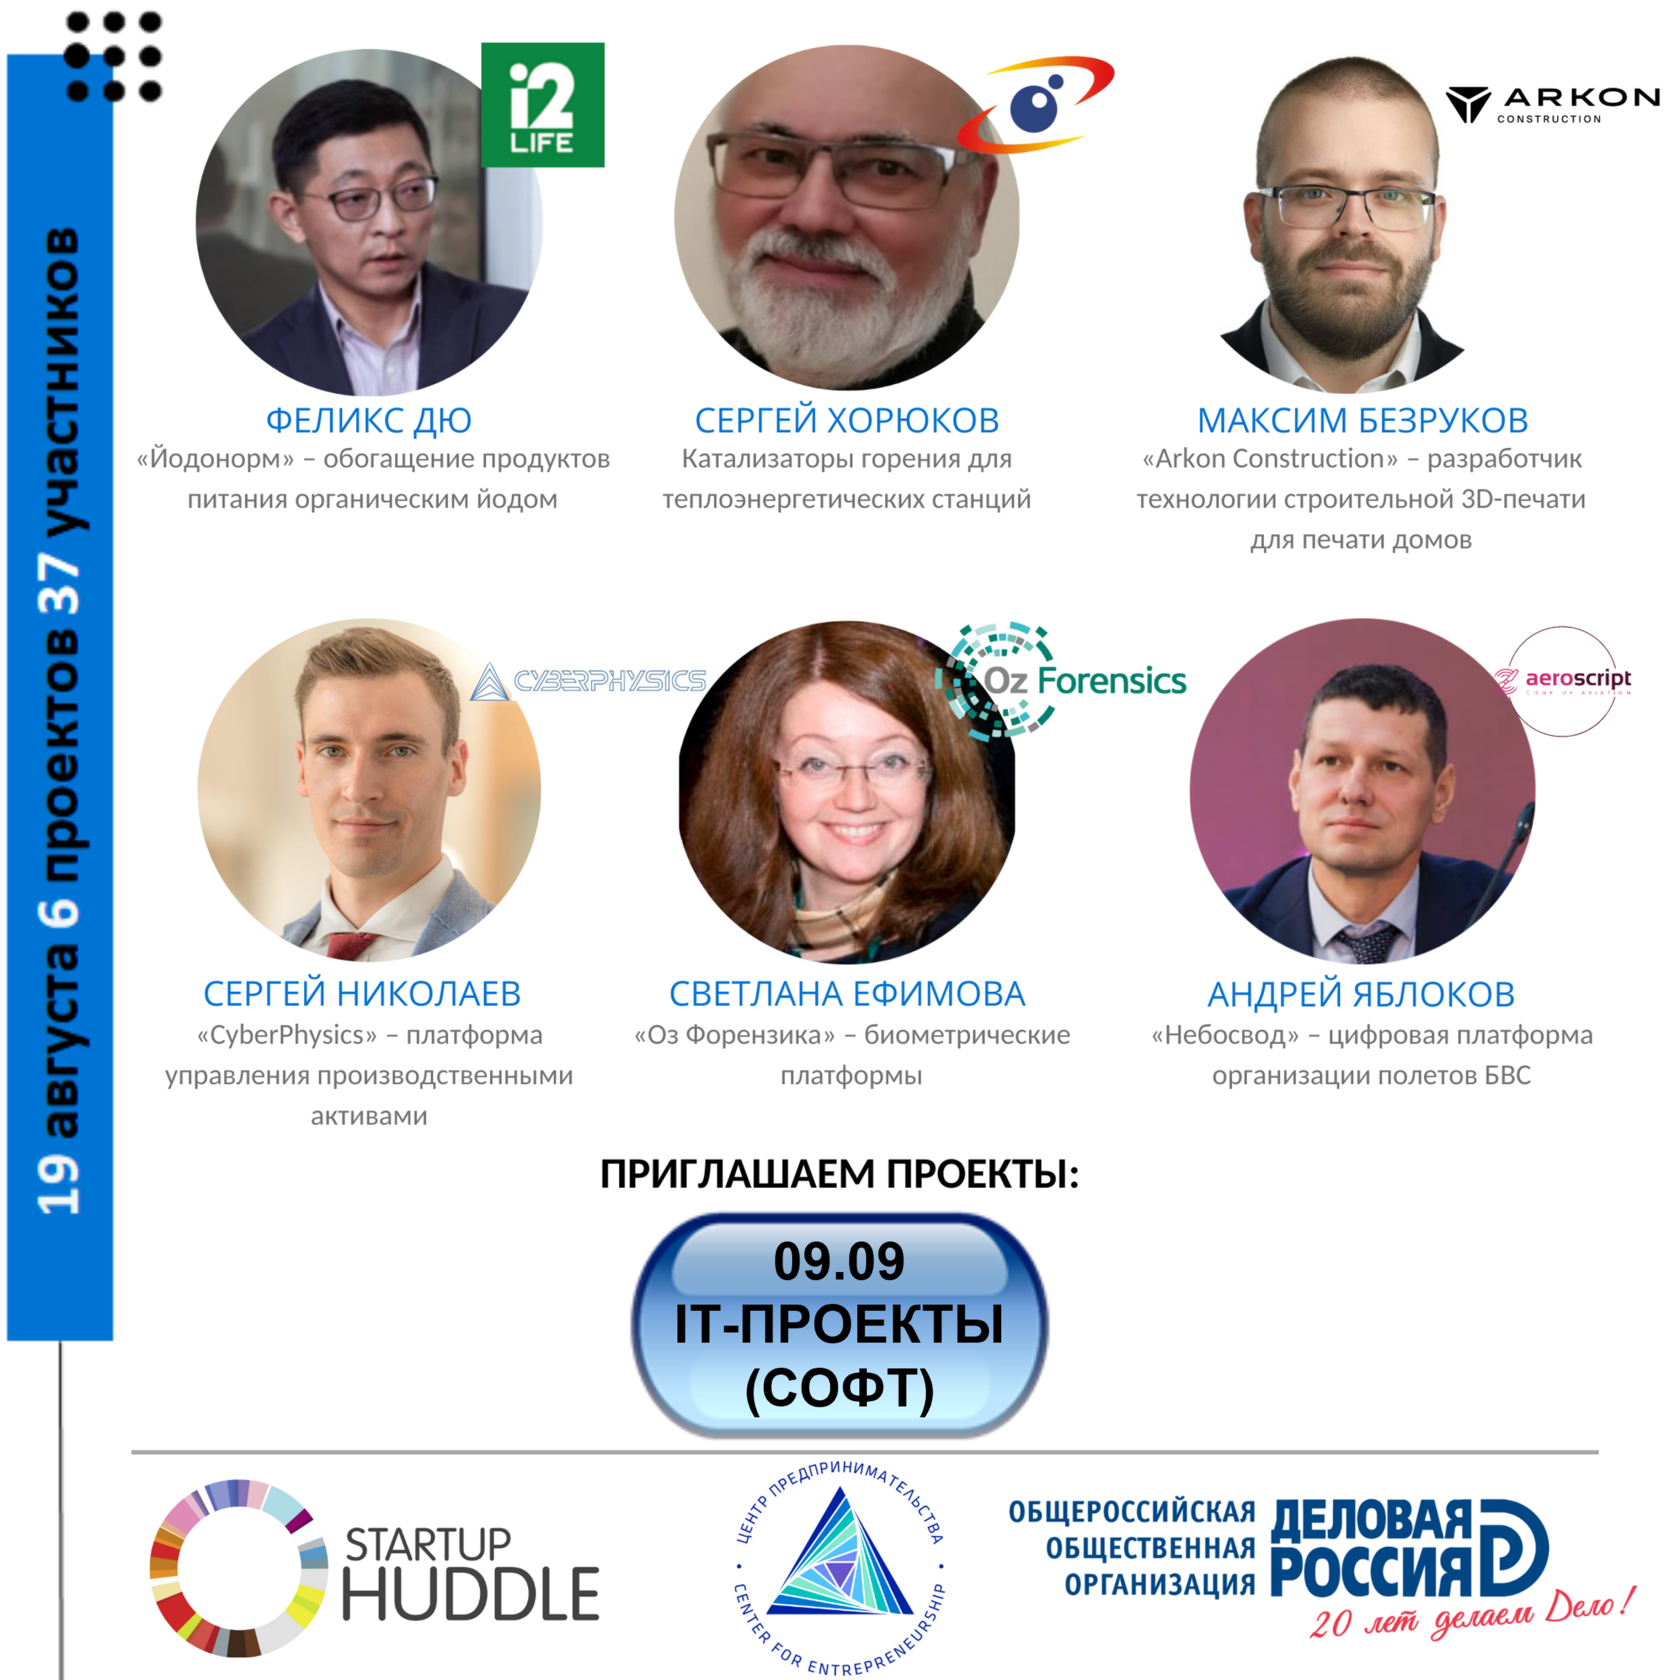 19 августа 6 проектов 37 участников
i2
LIFE
ARKON
CONSTRUCTION
ФЕЛИКС ДЮ
«Йодонорм» – обогащение продуктов
питания органическим йодом
СЕРГЕЙ ХОРЮКОВ
Катализаторы горения для
теплоэнергетических станций
МАКСИМ БЕЗРУКОВ
«Arkon Construction» – разработчик
технологии строительной 3D-печати
для печати домов
CYBERPHYSICS
Oz Forensics
aeroscript
СЕРГЕЙ НИКОЛАЕВ
«CyberPhysics» – платформа
управления производственными
активами
СВЕТЛАНА ЕФИМОВА
«Оз Форензика» – биометрические
платформы
АНДРЕЙ ЯБЛОКОВ
«Небосвод» – цифровая платформа
организации полетов БВС
ПРИГЛАШАЕМ ПРОЕКТЫ:
09.09
IT-ПРОЕКТЫ
(СОФТ)
STARTUP
HUDDLE
ЦЕНТР ПРЕДПРИНИМАТЕЛЬСТВА
CENTER FOR ENTREPRENEURSHIP
ОБЩЕРОССИЙСКАЯ
ОБЩЕСТВЕННАЯ
ОРГАНИЗАЦИЯ
ДЕЛОВАЯ
РОССИЯ
20 лет делаем Дело!